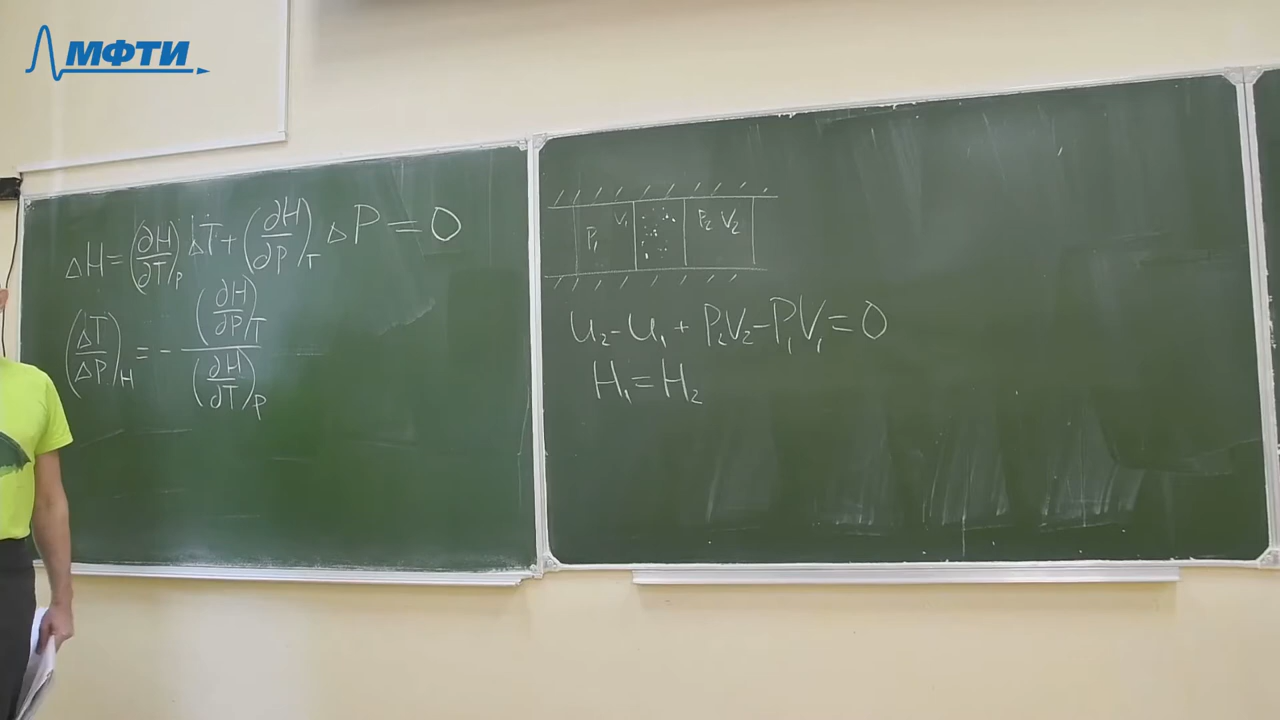 МФТИ
ΔH = (∂H/∂T)_P ΔT + (∂H/∂P)_T ΔP = 0
(ΔT/ΔP)_H = - (∂H/∂P)_T / (∂H/∂T)_P
P₁ V₁ P₂ V₂
U₂ - U₁ + P₂V₂ - P₁V₁ = 0
H₁ = H₂